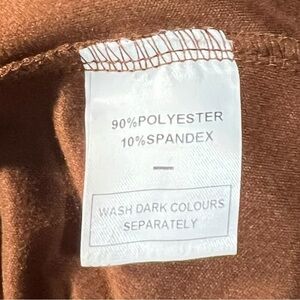 90%POLYESTER
10%SPANDEX
—
WASH DARK COLOURS
SEPARATELY